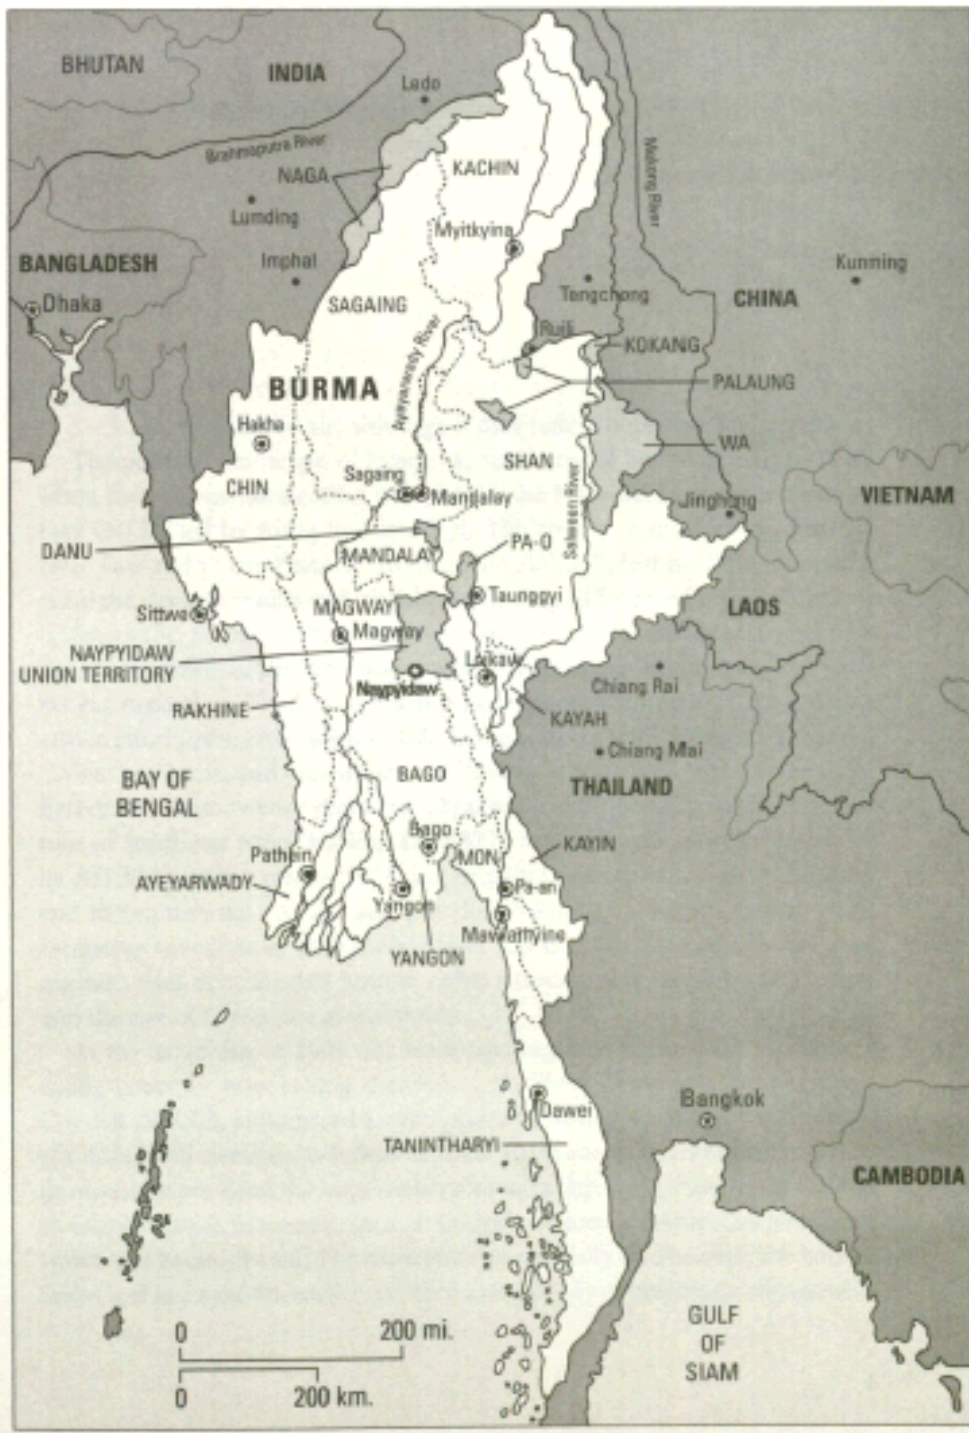 BHUTAN
INDIA
Ledo
Brahmaputra River
NAGA
KACHIN
Mekong River
Lumding
Myitkyina
BANGLADESH
Imphal
Kunming
Dhaka
SAGAING
Tengchong
CHINA
Ruili
KOKANG
Ayeyarwardy River
BURMA
PALAUNG
Hakha
WA
CHIN
Sagaing
Mandalay
SHAN
Salween River
Jinghong
VIETNAM
DANU
MANDALAY
PA-O
Sittwe
MAGWAY
Magway
Taunggyi
LAOS
NAYPYIDAW
UNION TERRITORY
Loikaw
Chiang Rai
Naypyidaw
RAKHINE
KAYAH
Chiang Mai
BAY OF
BENGAL
BAGO
THAILAND
Bago
Pathein
MON
KAYIN
AYEYARWADY
Yangon
Pa-an
Mawlamyine
YANGON
Dawei
Bangkok
TANINTHARYI
CAMBODIA
0 200 mi.
0 200 km.
GULF
OF
SIAM